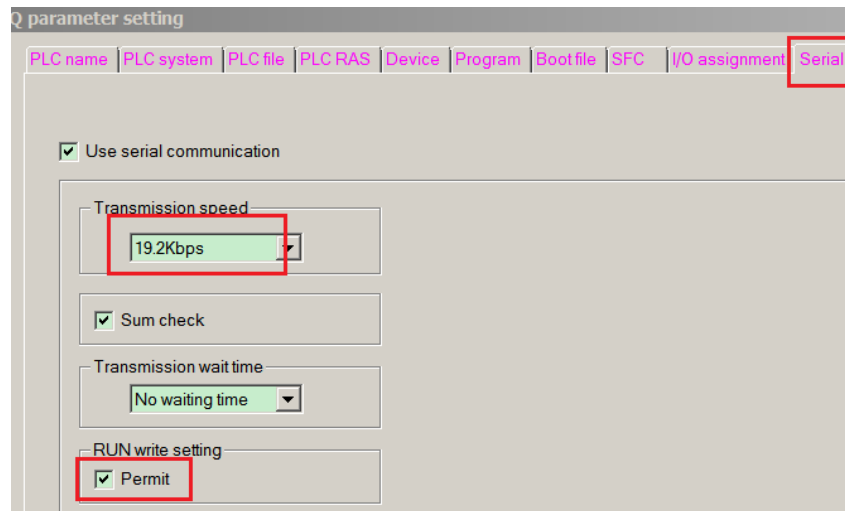 Q parameter setting
PLC name PLC system PLC file PLC RAS Device Program Boot file SFC I/O assignment Serial
Use serial communication
Transmission speed
19.2Kbps
Sum check
Transmission wait time
No waiting time
RUN write setting
Permit